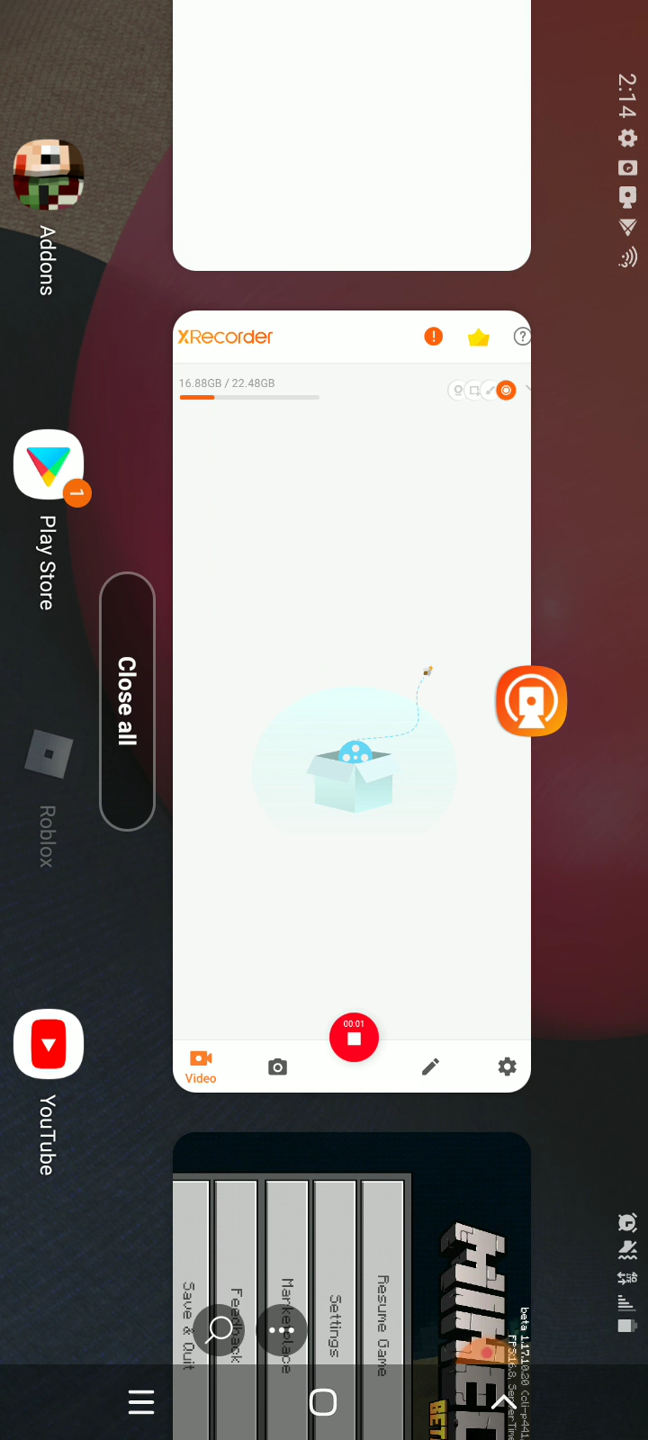 2:14
XRecorder
16.88GB / 22.48GB
00:01
Video
Close all
Addons
Play Store
1
Roblox
YouTube
beta 1.17.10.20
Resume Game
Settings
Marketplace
Feedback
Save & Quit